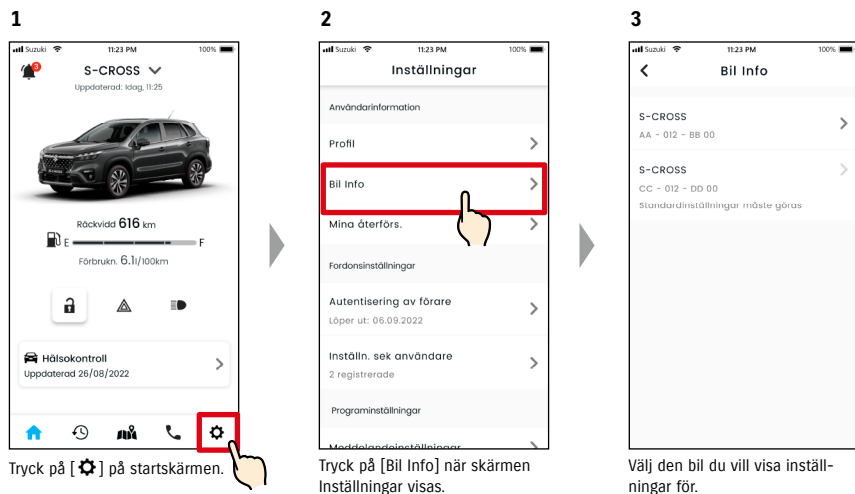 1
Suzuki 11:23 PM 100%
3
S-CROSS
Uppdaterad: Idag, 11:25
Räckvidd 616 km
E F
Förbrukn. 6.1l/100km
Hälsokontroll
Uppdaterad 26/08/2022
Tryck på [ ] på startskärmen.
2
Suzuki 11:23 PM 100%
Inställningar
Användarinformation
Profil
Bil Info
Mina återförs.
Fordonsinställningar
Autentisering av förare
Löper ut: 06.09.2022
Inställn. sek användare
2 registrerade
Programinställningar
Meddelandeinställningar
Tryck på [Bil Info] när skärmen
Inställningar visas.
3
Suzuki 11:23 PM 100%
Bil Info
S-CROSS
AA - 012 - BB 00
S-CROSS
CC - 012 - DD 00
Standardinställningar måste göras
Välj den bil du vill visa inställ-
ningar för.